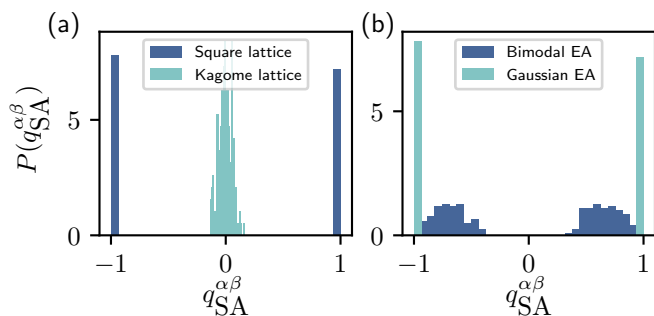 (a)
Square lattice
Kagome lattice
P(q_SA^αβ)
5
0
−1
0
1
q_SA^αβ
(b)
Bimodal EA
Gaussian EA
5
0
−1
0
1
q_SA^αβ